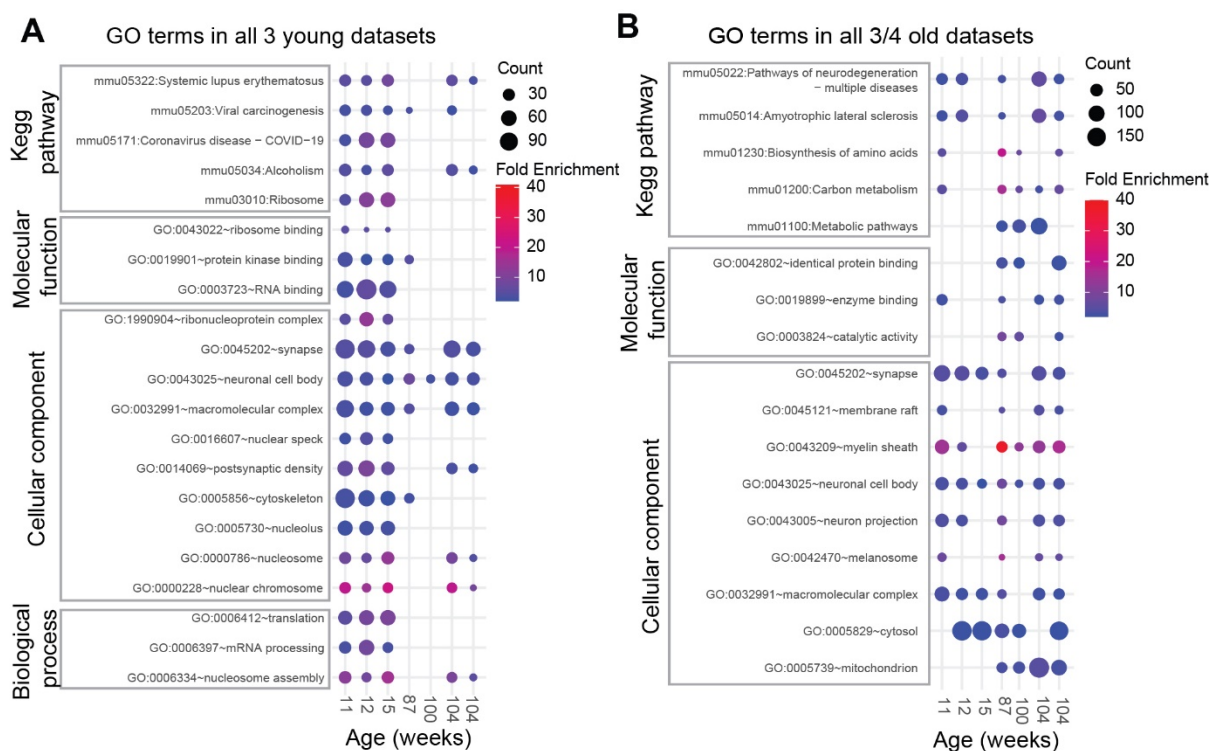 A
GO terms in all 3 young datasets
Kegg
pathway
mmu05322:Systemic lupus erythematosus
mmu05203:Viral carcinogenesis
mmu05171:Coronavirus disease − COVID−19
mmu05034:Alcoholism
mmu03010:Ribosome
Molecular
function
GO:0043022~ribosome binding
GO:0019901~protein kinase binding
GO:0003723~RNA binding
Cellular component
GO:1990904~ribonucleoprotein complex
GO:0045202~synapse
GO:0043025~neuronal cell body
GO:0032991~macromolecular complex
GO:0016607~nuclear speck
GO:0014069~postsynaptic density
GO:0005856~cytoskeleton
GO:0005730~nucleolus
GO:0000786~nucleosome
GO:0000228~nuclear chromosome
Biological
process
GO:0006412~translation
GO:0006397~mRNA processing
GO:0006334~nucleosome assembly
11
12
15
87
100
104
104
Age (weeks)
Count
30
60
90
Fold Enrichment
40
30
20
10
B
GO terms in all 3/4 old datasets
Kegg pathway
mmu05022:Pathways of neurodegeneration
− multiple diseases
mmu05014:Amyotrophic lateral sclerosis
mmu01230:Biosynthesis of amino acids
mmu01200:Carbon metabolism
mmu01100:Metabolic pathways
Molecular
function
GO:0042802~identical protein binding
GO:0019899~enzyme binding
GO:0003824~catalytic activity
Cellular component
GO:0045202~synapse
GO:0045121~membrane raft
GO:0043209~myelin sheath
GO:0043025~neuronal cell body
GO:0043005~neuron projection
GO:0042470~melanosome
GO:0032991~macromolecular complex
GO:0005829~cytosol
GO:0005739~mitochondrion
11
12
15
87
100
104
104
Age (weeks)
Count
50
100
150
Fold Enrichment
40
30
20
10